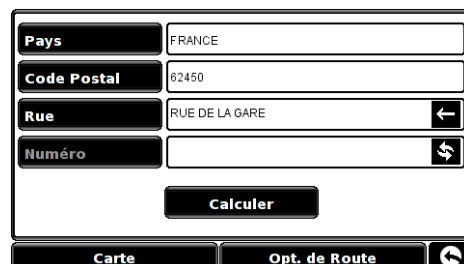 Pays FRANCE
Code Postal 62450
Rue RUE DE LA GARE
Numéro
Calculer
Carte Opt. de Route